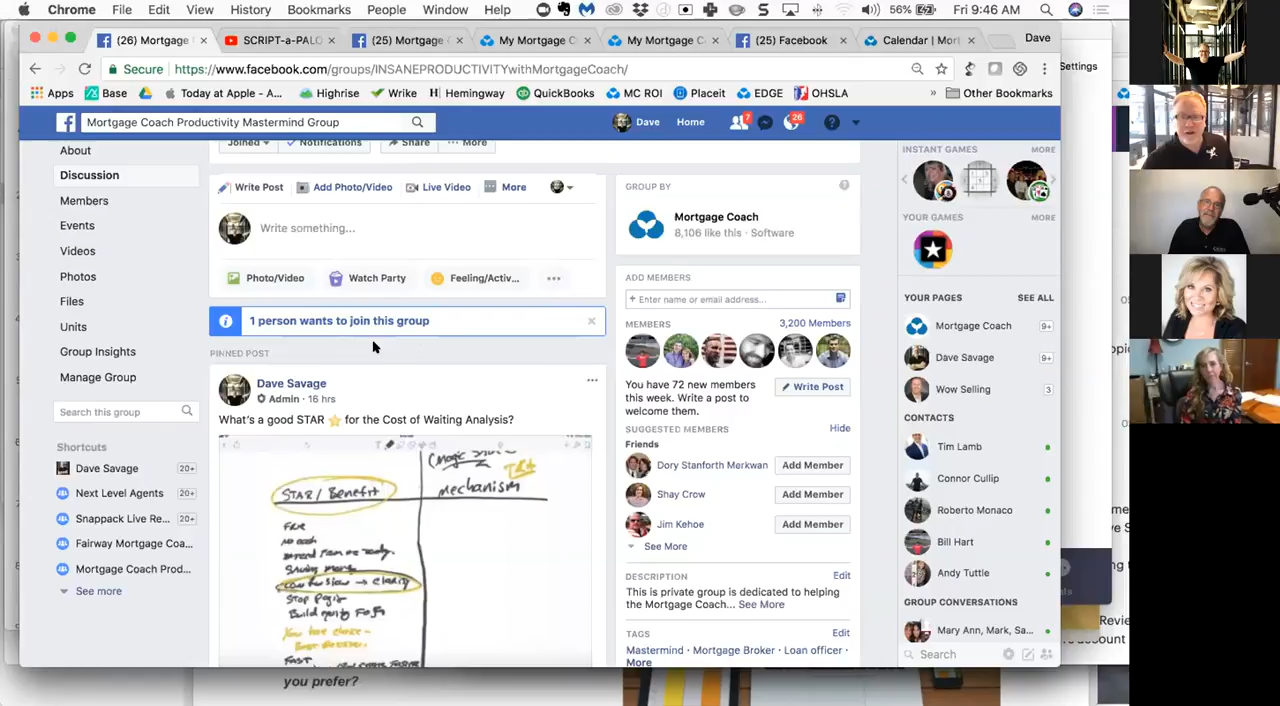 Chrome File Edit View History Bookmarks People Window Help 56% Fri 9:46 AM
(26) Mortgage
SCRIPT-a-PAL
(25) Mortgage
Mortgage C
My Mortgage C
(25) Facebook
Calendar | Mort
Dave
Secure https://www.facebook.com/groups/INSANEPRODUCTIVITYwithMortgageCoach/
Settings
Apps Base Today at Apple - A... Highrise Write Hemingway QuickBooks MC ROI Placeit EDGE OHSLA » Other Bookmarks
Mortgage Coach Productivity Mastermind Group
Dave Home 7 26
About
Discussion
Members
Events
Videos
Photos
Files
Units
Group Insights
Manage Group
Search this group
Shortcuts
Dave Savage 20+
Next Level Agents 20+
Snappack Live Re... 20+
Fairway Mortgage Coa...
Mortgage Coach Prod...
See more
Joined Notifications Share More
Write Post Add Photo/Video Live Video More
Write something...
Photo/Video Watch Party Feeling/Activ...
1 person wants to join this group
PINNED POST
Dave Savage
Admin · 16 hrs
What's a good STAR ⭐ for the Cost of Waiting Analysis?
STAR/Benefit
mechanism
you prefer?
GROUP BY
Mortgage Coach
8,106 like this · Software
ADD MEMBERS
+ Enter name or email address...
MEMBERS 3,200 Members
You have 72 new members
this week. Write a post to
welcome them.
Write Post
SUGGESTED MEMBERS Hide
Friends
Dory Stanforth Merkwan Add Member
Shay Crow Add Member
Jim Kehoe Add Member
See More
DESCRIPTION Edit
This is private group is dedicated to helping
the Mortgage Coach... See More
TAGS Edit
Mastermind · Mortgage Broker · Loan officer ·
More
INSTANT GAMES MORE
YOUR GAMES MORE
YOUR PAGES SEE ALL
Mortgage Coach 9+
Dave Savage 9+
Wow Selling 3
CONTACTS
Tim Lamb
Connor Cullip
Roberto Monaco
Bill Hart
Andy Tuttle
GROUP CONVERSATIONS
Mary Ann, Mark, Sa...
Search